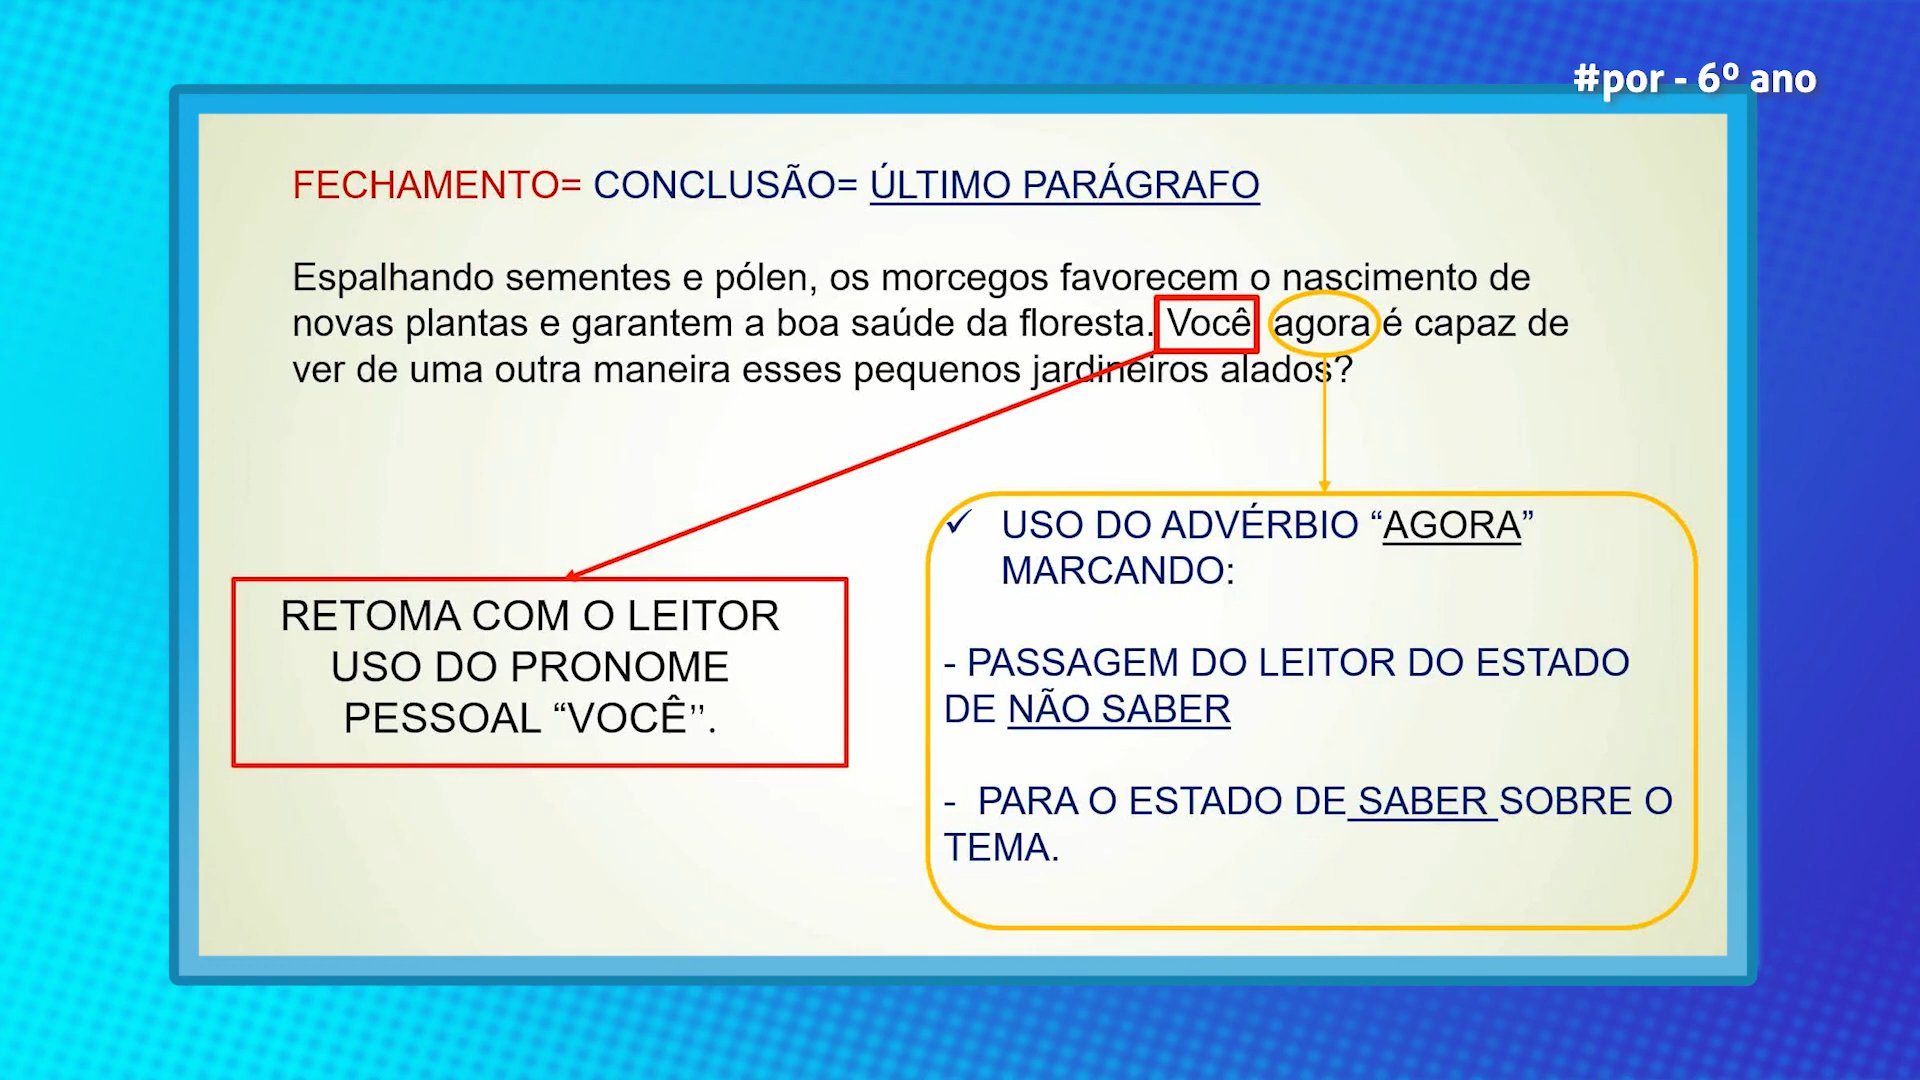 #por - 6º ano
FECHAMENTO= CONCLUSÃO= ÚLTIMO PARÁGRAFO
Espalhando sementes e pólen, os morcegos favorecem o nascimento de
novas plantas e garantem a boa saúde da floresta. Você agora é capaz de
ver de uma outra maneira esses pequenos jardineiros alados?
RETOMA COM O LEITOR
USO DO PRONOME
PESSOAL “VOCÊ’’.
✓ USO DO ADVÉRBIO “AGORA”
MARCANDO:
- PASSAGEM DO LEITOR DO ESTADO
DE NÃO SABER
- PARA O ESTADO DE SABER SOBRE O
TEMA.